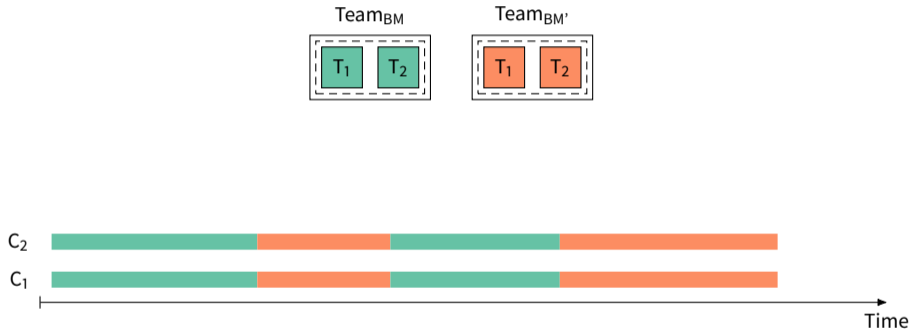 Team_BM Team_BM'
T₁ T₂ T₁ T₂
C₂
C₁
Time